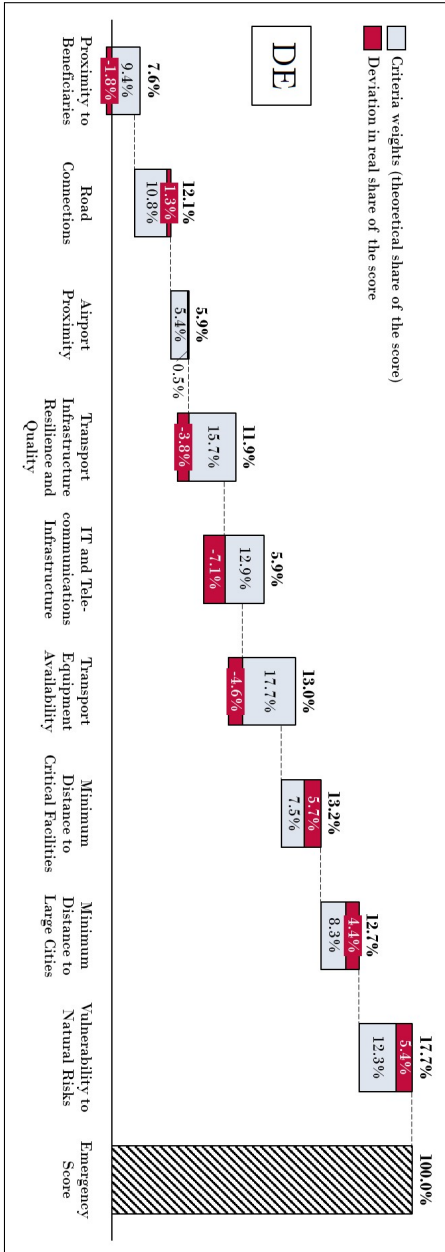 Criteria weights (theoretical share of the score)
Deviation in real share of the score
DE
7.6%
9.4%
-1.8%
12.1%
1.3%
10.8%
5.9%
5.4%
0.5%
11.9%
15.7%
-3.8%
5.9%
12.9%
-7.1%
13.0%
17.7%
-4.6%
13.2%
5.7%
7.5%
12.7%
4.4%
8.3%
17.7%
5.4%
12.3%
100.0%
Proximity to
Beneficiaries
Road
Connections
Airport
Proximity
Transport
Infrastructure
Resilience and
Quality
IT and Tele-
communications
Infrastructure
Transport
Equipment
Availability
Minimum
Distance to
Critical Facilities
Minimum
Distance to
Large Cities
Vulnerability to
Natural Risks
Emergency
Score